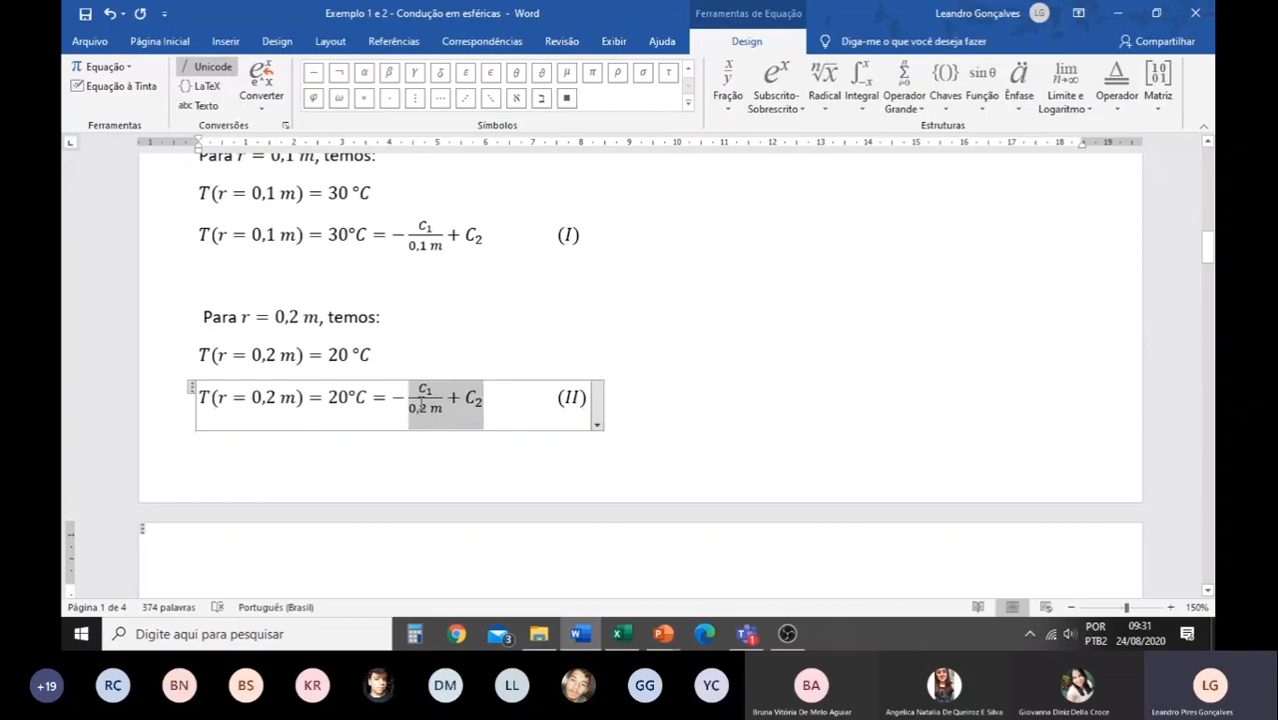 Exemplo 1 e 2 - Condução em esféricas - Word
Ferramentas de Equação
Leandro Gonçalves
LG
Arquivo
Página Inicial
Inserir
Design
Layout
Referências
Correspondências
Revisão
Exibir
Ajuda
Design
Diga-me o que você deseja fazer
Compartilhar
Equação
Equação à Tinta
Ferramentas
Unicode
LaTeX
abc Texto
Converter
Conversões
Símbolos
Fração
Subscrito-Sobrescrito
Radical
Integral
Operador Grande
Chaves
Função
Ênfase
Limite e Logaritmo
Operador
Matriz
Estruturas
Para r = 0,1 m, temos:
T(r = 0,1 m) = 30 °C
T(r = 0,1 m) = 30°C = − C₁/0,1 m + C₂ (I)
Para r = 0,2 m, temos:
T(r = 0,2 m) = 20 °C
T(r = 0,2 m) = 20°C = − C₁/0,2 m + C₂ (II)
Página 1 de 4
374 palavras
Português (Brasil)
150%
Digite aqui para pesquisar
3
1
POR
PTB2
09:31
24/08/2020
+19
RC
BN
BS
KR
DM
LL
GG
YC
BA
LG
Bruna Vitória De Melo Aguiar
Angelica Natalia De Queiroz E Silva
Giovanna Diniz Della Croce
Leandro Pires Gonçalves